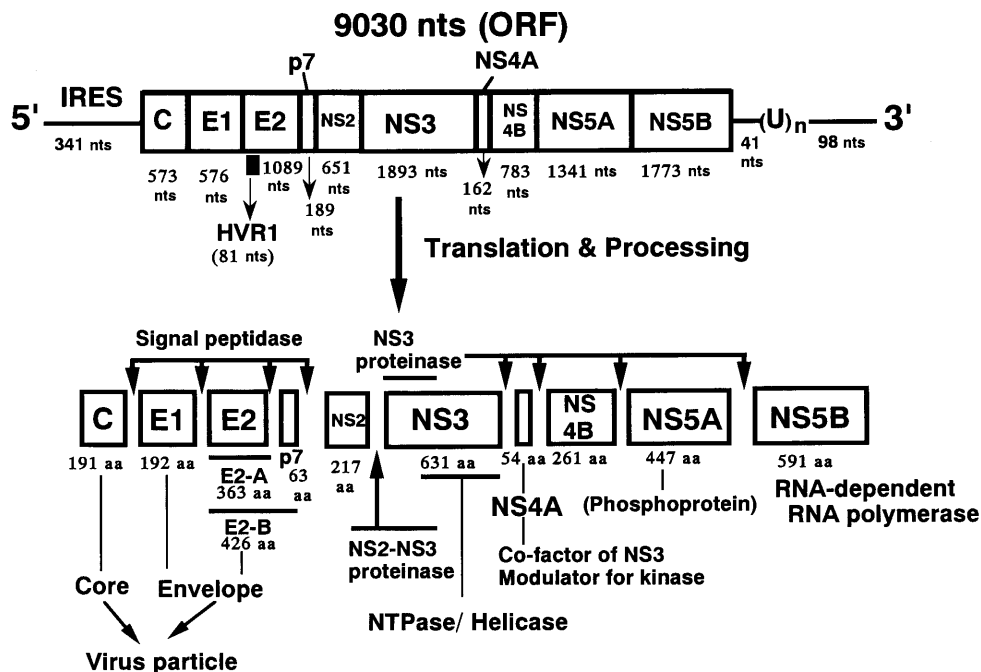 9030 nts (ORF)
p7
NS4A
5'
IRES
341 nts
C
E1
E2
NS2
NS3
NS
4B
NS5A
NS5B
41
nts
(U)n
98 nts
3'
573
nts
576
nts
1089
nts
189
nts
651
nts
1893 nts
162
nts
783
nts
1341 nts
1773 nts
HVR1
(81 nts)
Translation & Processing
Signal peptidase
NS3
proteinase
C
E1
E2
NS2
NS3
NS
4B
NS5A
NS5B
191 aa
192 aa
E2-A
363 aa
E2-B
426 aa
p7
63
aa
217
aa
631 aa
54 aa
261 aa
447 aa
591 aa
NS4A
(Phosphoprotein)
RNA-dependent
RNA polymerase
NS2-NS3
proteinase
Co-factor of NS3
Modulator for kinase
Core
Envelope
NTPase/ Helicase
Virus particle